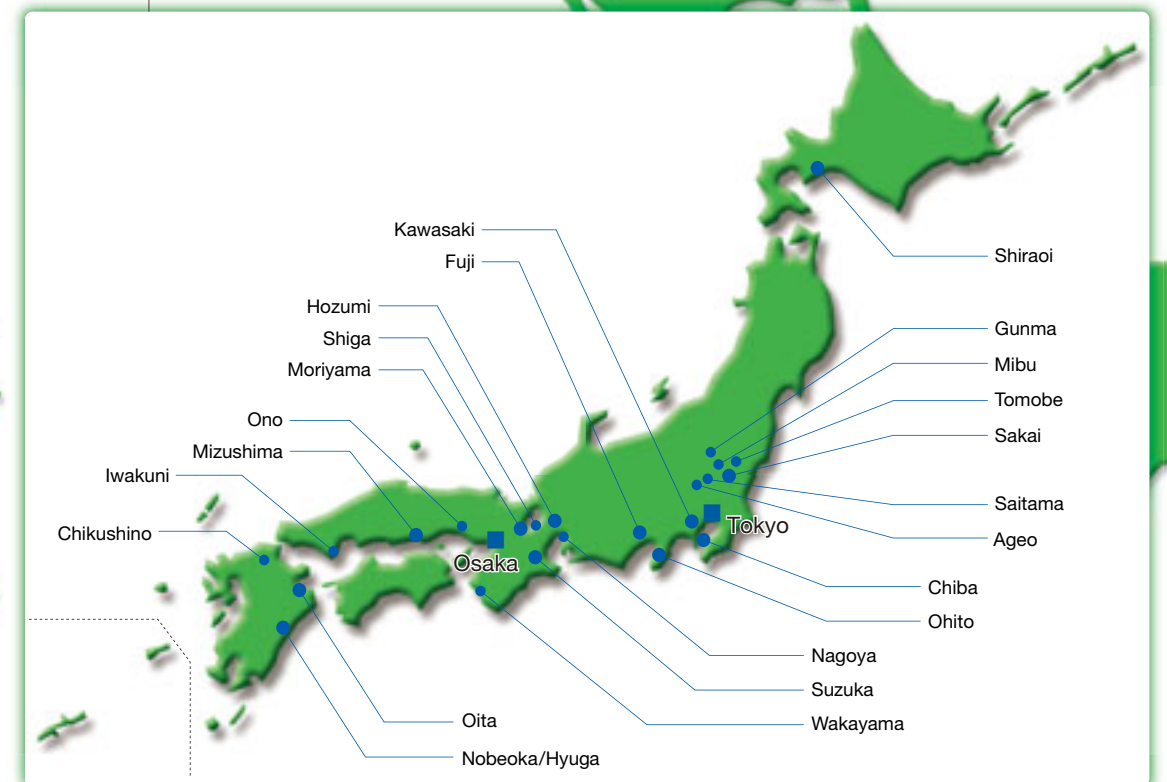 Kawasaki
Fuji
Hozumi
Shiga
Moriyama
Ono
Mizushima
Iwakuni
Chikushino
Shiraoi
Gunma
Mibu
Tomobe
Sakai
Saitama
Ageo
Tokyo
Osaka
Chiba
Ohito
Nagoya
Suzuka
Wakayama
Oita
Nobeoka/Hyuga